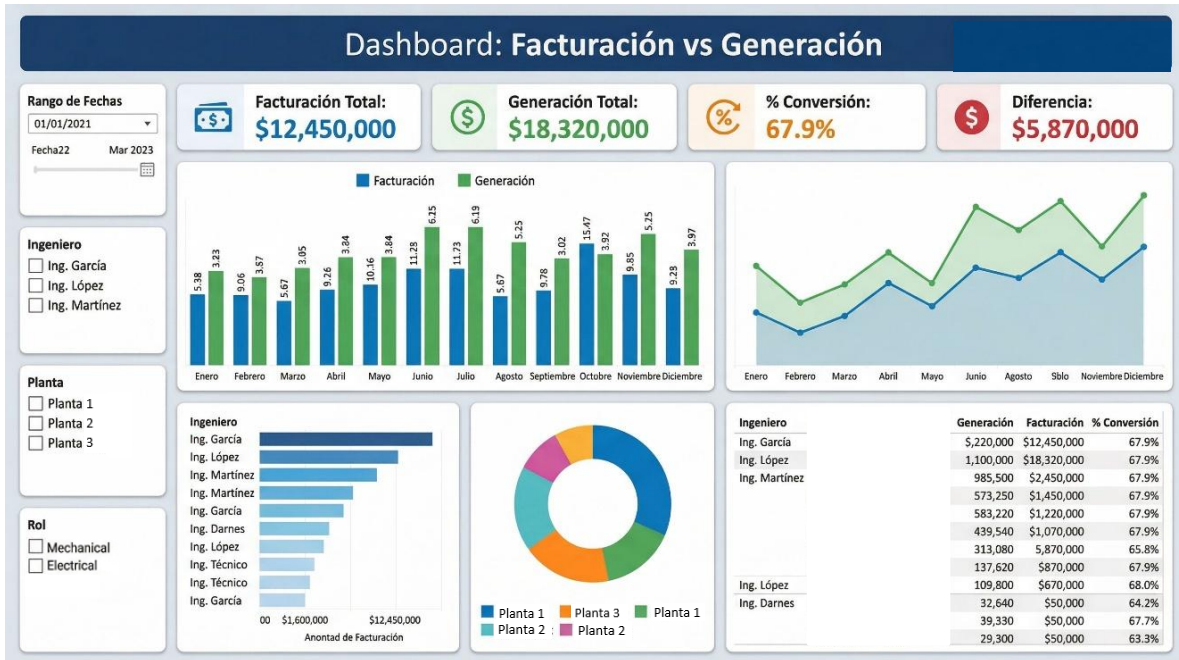 Dashboard: Facturación vs Generación
Rango de Fechas
01/01/2021
Fecha22 Mar 2023
Facturación Total:
$12,450,000
Generación Total:
$18,320,000
% Conversión:
67.9%
Diferencia:
$5,870,000
Ingeniero
Ing. García
Ing. López
Ing. Martínez
Planta
Planta 1
Planta 2
Planta 3
Rol
Mechanical
Electrical
Facturación Generación
5.38 3.23 9.06 3.57 5.67 3.05 9.26 3.84 10.16 3.84 11.28 6.25 11.73 6.19 5.67 5.25 9.78 3.02 15.47 3.92 9.85 5.25 9.28 3.97
Enero Febrero Marzo Abril Mayo Junio Julio Agosto Septiembre Octubre Noviembre Diciembre
Enero Febrero Marzo Abril Mayo Junio Agosto Sblo Noviembre Diciembre
Ingeniero
Ing. García
Ing. López
Ing. Martínez
Ing. Martínez
Ing. García
Ing. Darnes
Ing. López
Ing. Técnico
Ing. Técnico
Ing. García
00 $1,600,000 $12,450,000
Anontad de Facturación
Planta 1 Planta 3 Planta 1
Planta 2 : Planta 2
Ingeniero Generación Facturación % Conversión
Ing. García $,220,000 $12,450,000 67.9%
Ing. López 1,100,000 $18,320,000 67.9%
Ing. Martínez 985,500 $2,450,000 67.9%
573,250 $1,450,000 67.9%
583,220 $1,220,000 67.9%
439,540 $1,070,000 67.9%
313,080 5,870,000 65.8%
137,620 $870,000 67.9%
Ing. López 109,800 $670,000 68.0%
Ing. Darnes 32,640 $50,000 64.2%
39,330 $50,000 67.7%
29,300 $50,000 63.3%